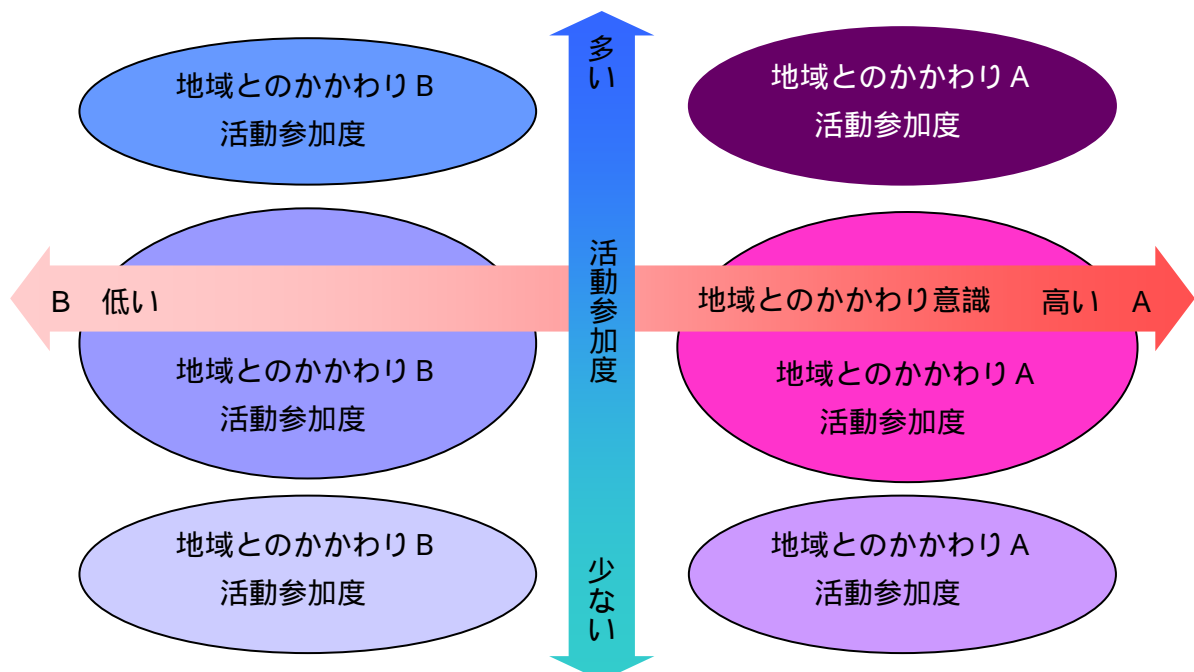 多い
地域とのかかわりB
活動参加度
地域とのかかわりA
活動参加度
活動参加度
B 低い
地域とのかかわり意識 高い A
地域とのかかわりB
活動参加度
地域とのかかわりA
活動参加度
地域とのかかわりB
活動参加度
地域とのかかわりA
活動参加度
少ない